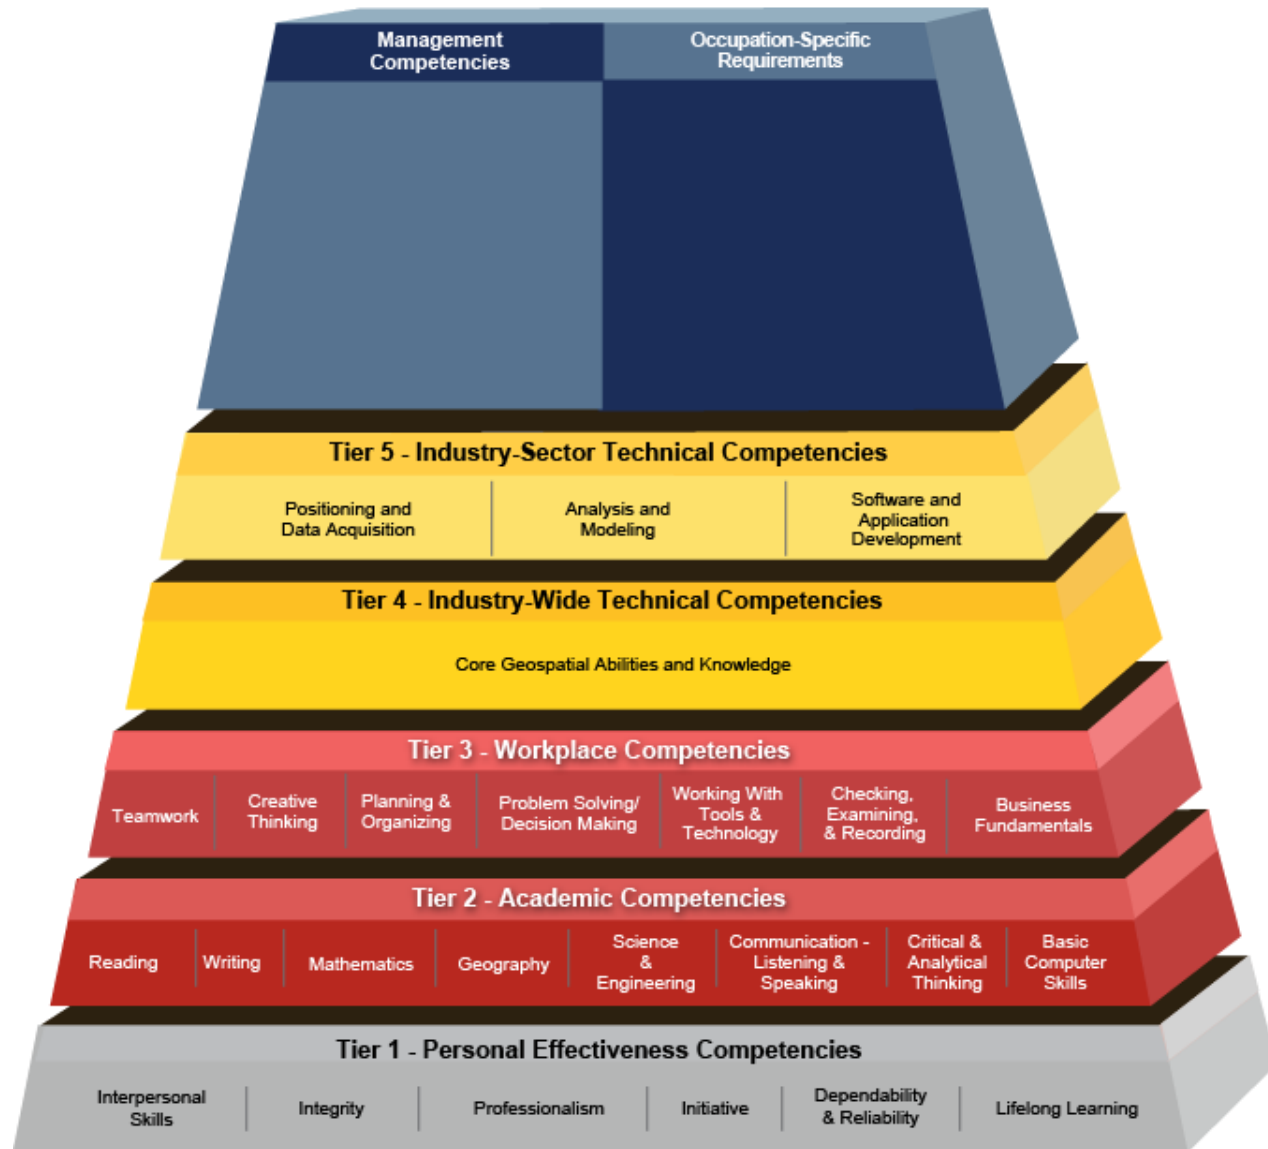 Management
Competencies
Occupation-Specific
Requirements
Tier 5 - Industry-Sector Technical Competencies
Positioning and
Data Acquisition
Analysis and
Modeling
Software and
Application
Development
Tier 4 - Industry-Wide Technical Competencies
Core Geospatial Abilities and Knowledge
Tier 3 - Workplace Competencies
Teamwork
Creative
Thinking
Planning &
Organizing
Problem Solving/
Decision Making
Working With
Tools &
Technology
Checking,
Examining,
& Recording
Business
Fundamentals
Tier 2 - Academic Competencies
Reading
Writing
Mathematics
Geography
Science
&
Engineering
Communication -
Listening &
Speaking
Critical &
Analytical
Thinking
Basic
Computer
Skills
Tier 1 - Personal Effectiveness Competencies
Interpersonal
Skills
Integrity
Professionalism
Initiative
Dependability
& Reliability
Lifelong Learning